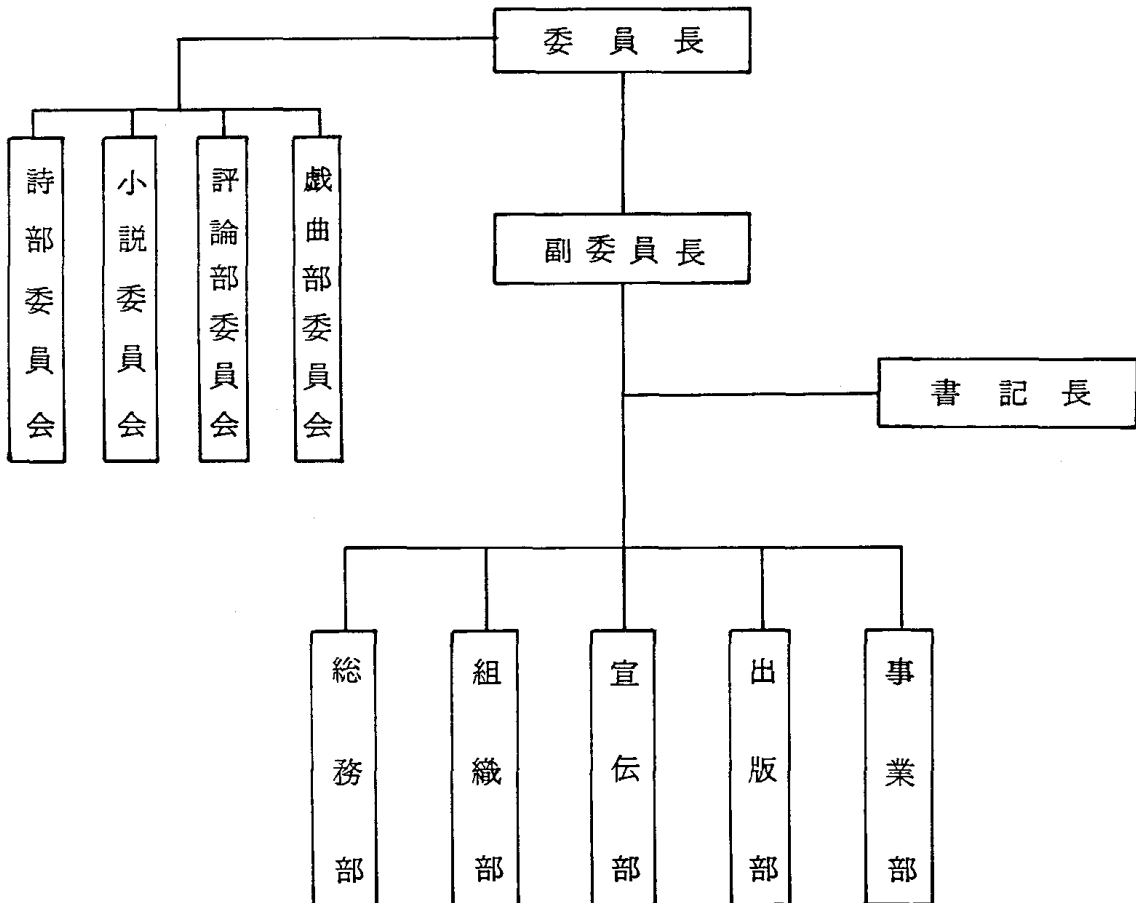 委員長
詩部委員会
小説委員会
評論部委員会
戯曲部委員会
副委員長
書記長
総務部
組織部
宣伝部
出版部
事業部